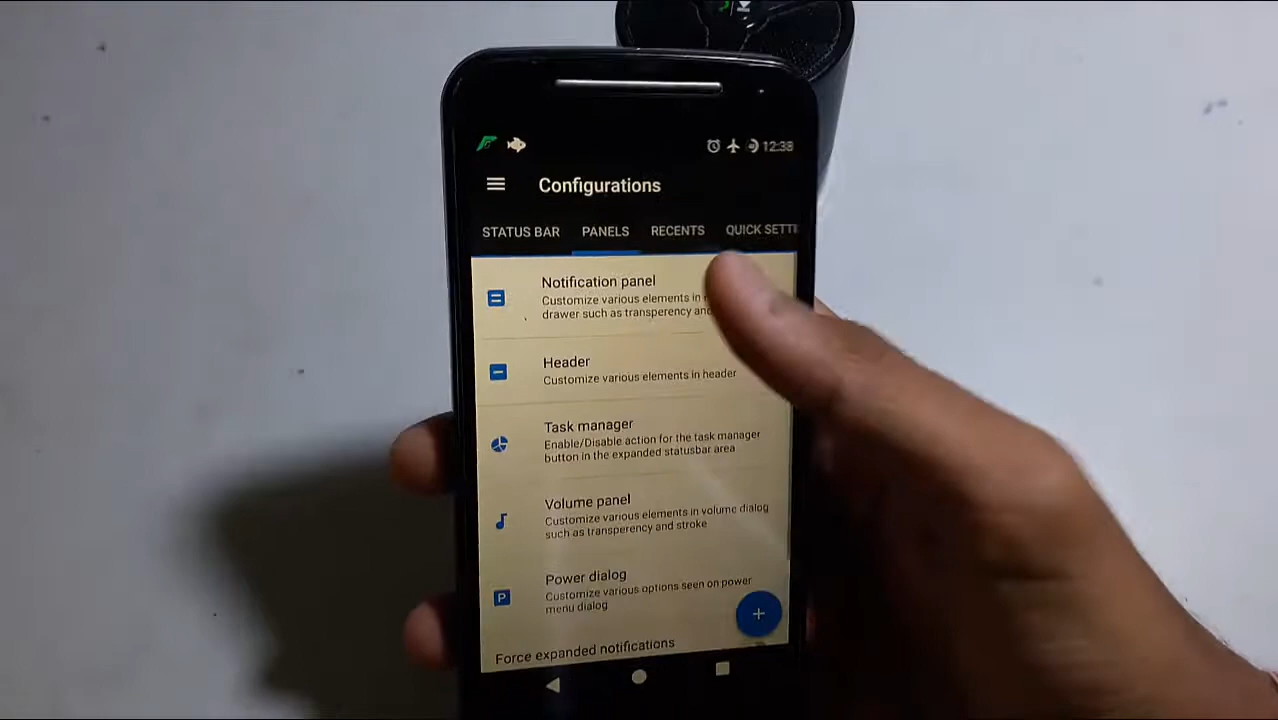 12:38
Configurations
STATUS BAR PANELS RECENTS QUICK SETTI
Notification panel
Customize various elements in
drawer such as transparency and
Header
Customize various elements in header
Task manager
Enable/Disable action for the task manager
button in the expanded statusbar area
Volume panel
Customize various elements in volume dialog
such as transparency and stroke
Power dialog
P
Customize various options seen on power
menu dialog
Force expanded notifications